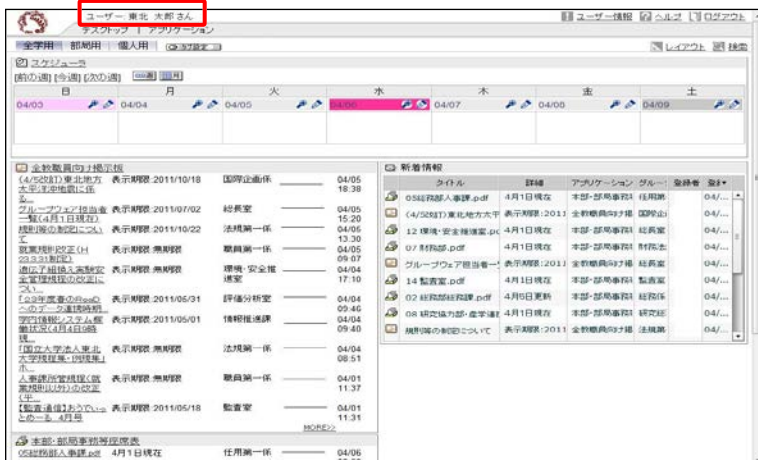 ユーザー: 東北 太郎 さん
ユーザー情報 ヘルプ ログアウト
デスクトップ | アプリケーション
全学用 部局用 個人用 タブ設定
レイアウト 検索
スケジューラ
[前の週] [今週] [次の週] 週 月
日 月 火 水 木 金 土
04/03 04/04 04/05 04/06 04/07 04/08 04/09
全教職員向け掲示板
(4/5改訂)東北地方 表示期限:2011/10/18 国際企画係 04/05
太平洋沖地震に係 18:38
る...
グループウェア担当者 表示期限:2011/07/02 総長室 04/05
一覧(4月1日現在) 15:20
規則等の制定につい 表示期限:2011/10/22 法規第一係 04/05
て 13:30
就業規則改正(H 表示期限:無期限 職員第一係 04/05
23.3.31制定) 09:07
遺伝子組換え実験安 表示期限:無期限 環境・安全推 04/04
全管理規程の改正に 進室 17:10
つい...
「23年度春のReaD 表示期限:2011/05/31 評価分析室 04/04
へのデータ連携時期... 09:46
学内情報システム稼 表示期限:2011/05/01 情報推進課 04/04
働状況(4月4日9時 09:40
現...
「国立大学法人東北 表示期限:無期限 法規第一係 04/04
大学規程集・例規集」 08:51
ホ...
人事課所管規程(就 表示期限:無期限 職員第一係 04/01
業規則以外)の改正 11:37
(平...
【監査通信】おうてぃっ 表示期限:2011/05/18 監査室 04/01
とめーる 4月号 11:31
MORE>>
本部・部局事務等座席表
05総務部人事課.pdf 4月1日現在 任用第一係 04/06
新着情報
タイトル 詳細 アプリケーション グルー 登録者 登録
05総務部人事課.pdf 4月1日現在 本部・部局事務 任用第 04/...
(4/5改訂)東北地方太平 表示期限:2011 全教職員向け掲 国際企 04/...
12 環境・安全推進室.pd 4月1日現在 本部・部局事務 総長室 04/...
07 財務部.pdf 4月1日現在 本部・部局事務 財務 04/...
グループウェア担当者一 表示期限:2011 全教職員向け掲 総長室 04/...
14 監査室.pdf 4月1日現在 本部・部局事務 監査室 04/...
02 総務部総務課.pdf 4月5日更新 本部・部局事務 総務係 04/...
08 研究協力部・産学連 4月1日現在 本部・部局事務 研究総 04/...
規則等の制定について 表示期限:2011 全教職員向け掲 法規第 04/...